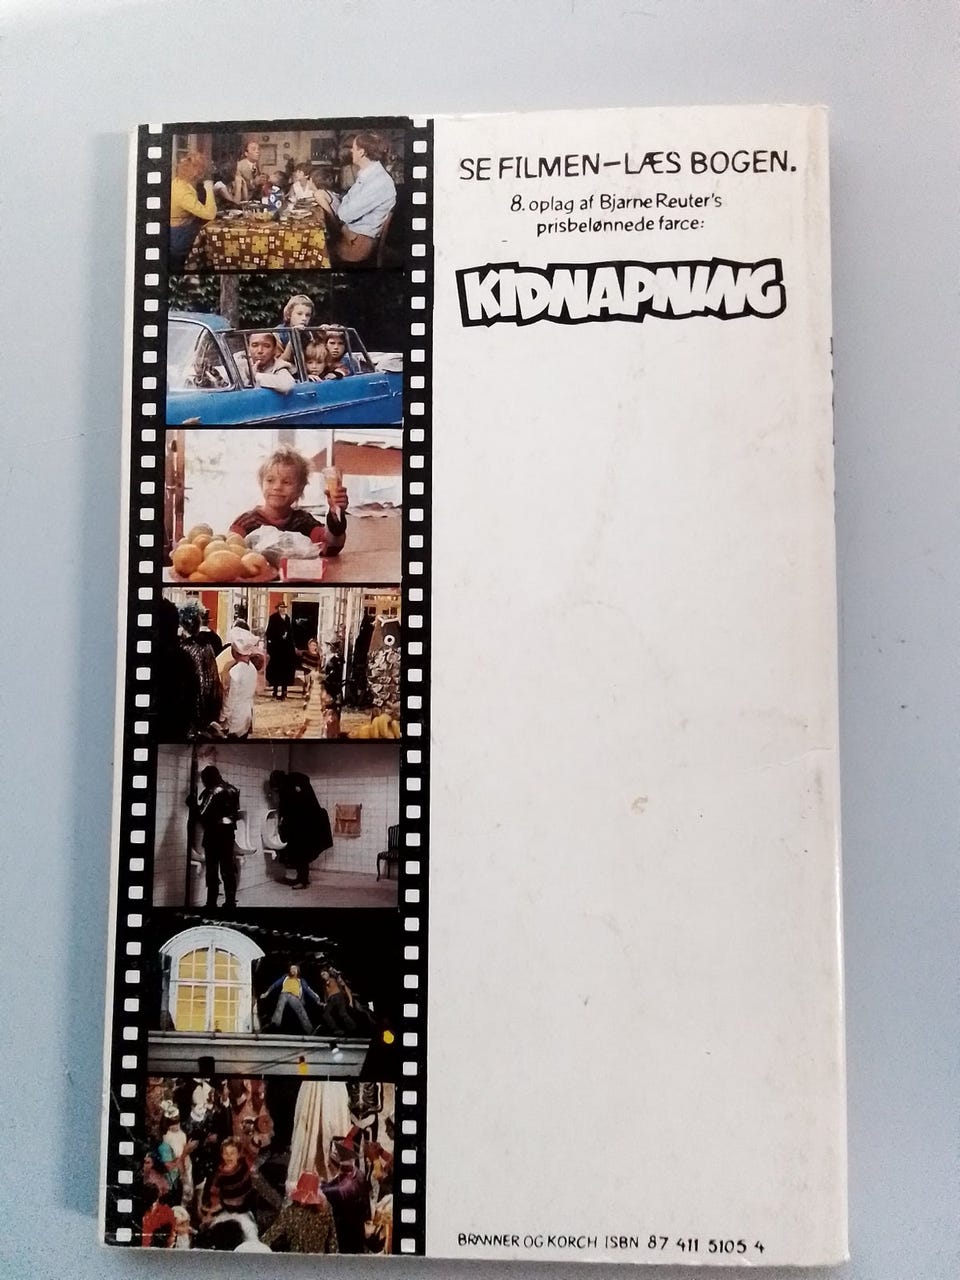 SE FILMEN–LÆS BOGEN.
8. oplag af Bjarne Reuter's
prisbelønnede farce:
KIDNAPNING
BRANNER OG KORCH ISBN 87 411 5105 4